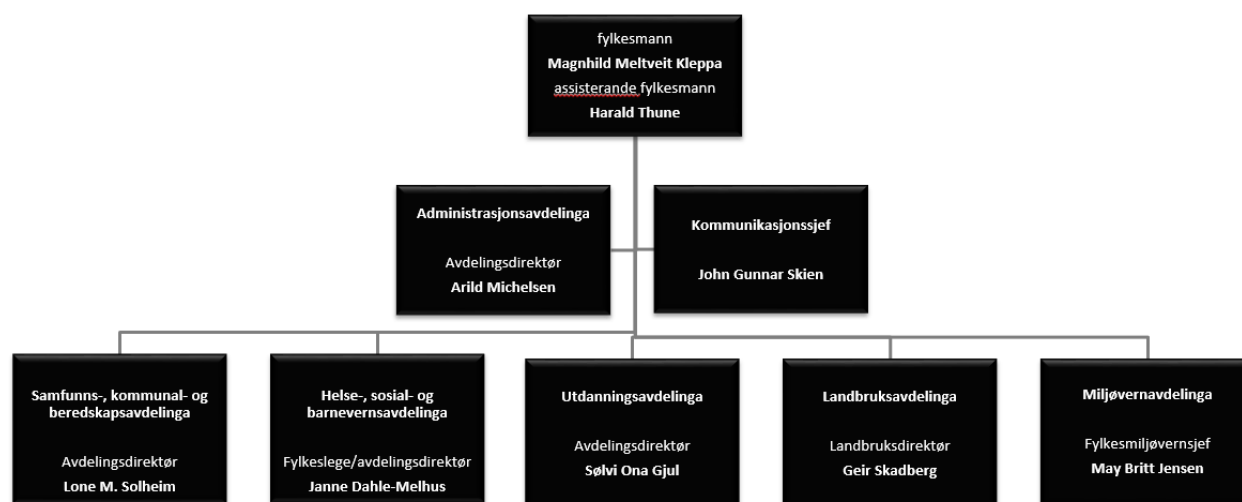 fylkesmann
Magnhild Meltveit Kleppa
assisterande fylkesmann
Harald Thune
Administrasjonsavdelinga
Avdelingsdirektør
Arild Michelsen
Kommunikasjonssjef
John Gunnar Skien
Samfunns-, kommunal- og
beredskapsavdelinga
Avdelingsdirektør
Lone M. Solheim
Helse-, sosial- og
barnevernsavdelinga
Fylkeslege/avdelingsdirektør
Janne Dahle-Melhus
Utdanningsavdelinga
Avdelingsdirektør
Sølvi Ona Gjul
Landbruksavdelinga
Landbruksdirektør
Geir Skadberg
Miljøvernavdelinga
Fylkesmiljøvernsjef
May Britt Jensen